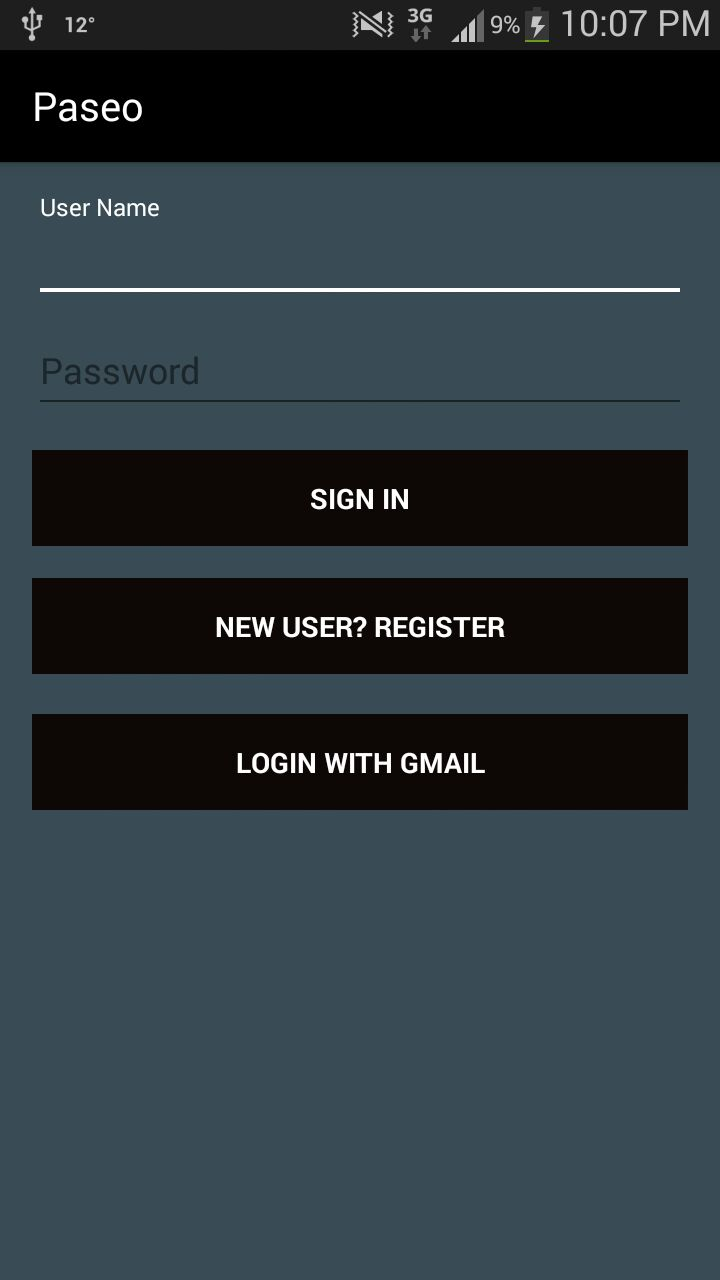 12° 3G 9% 10:07 PM
Paseo
User Name
Password
SIGN IN
NEW USER? REGISTER
LOGIN WITH GMAIL